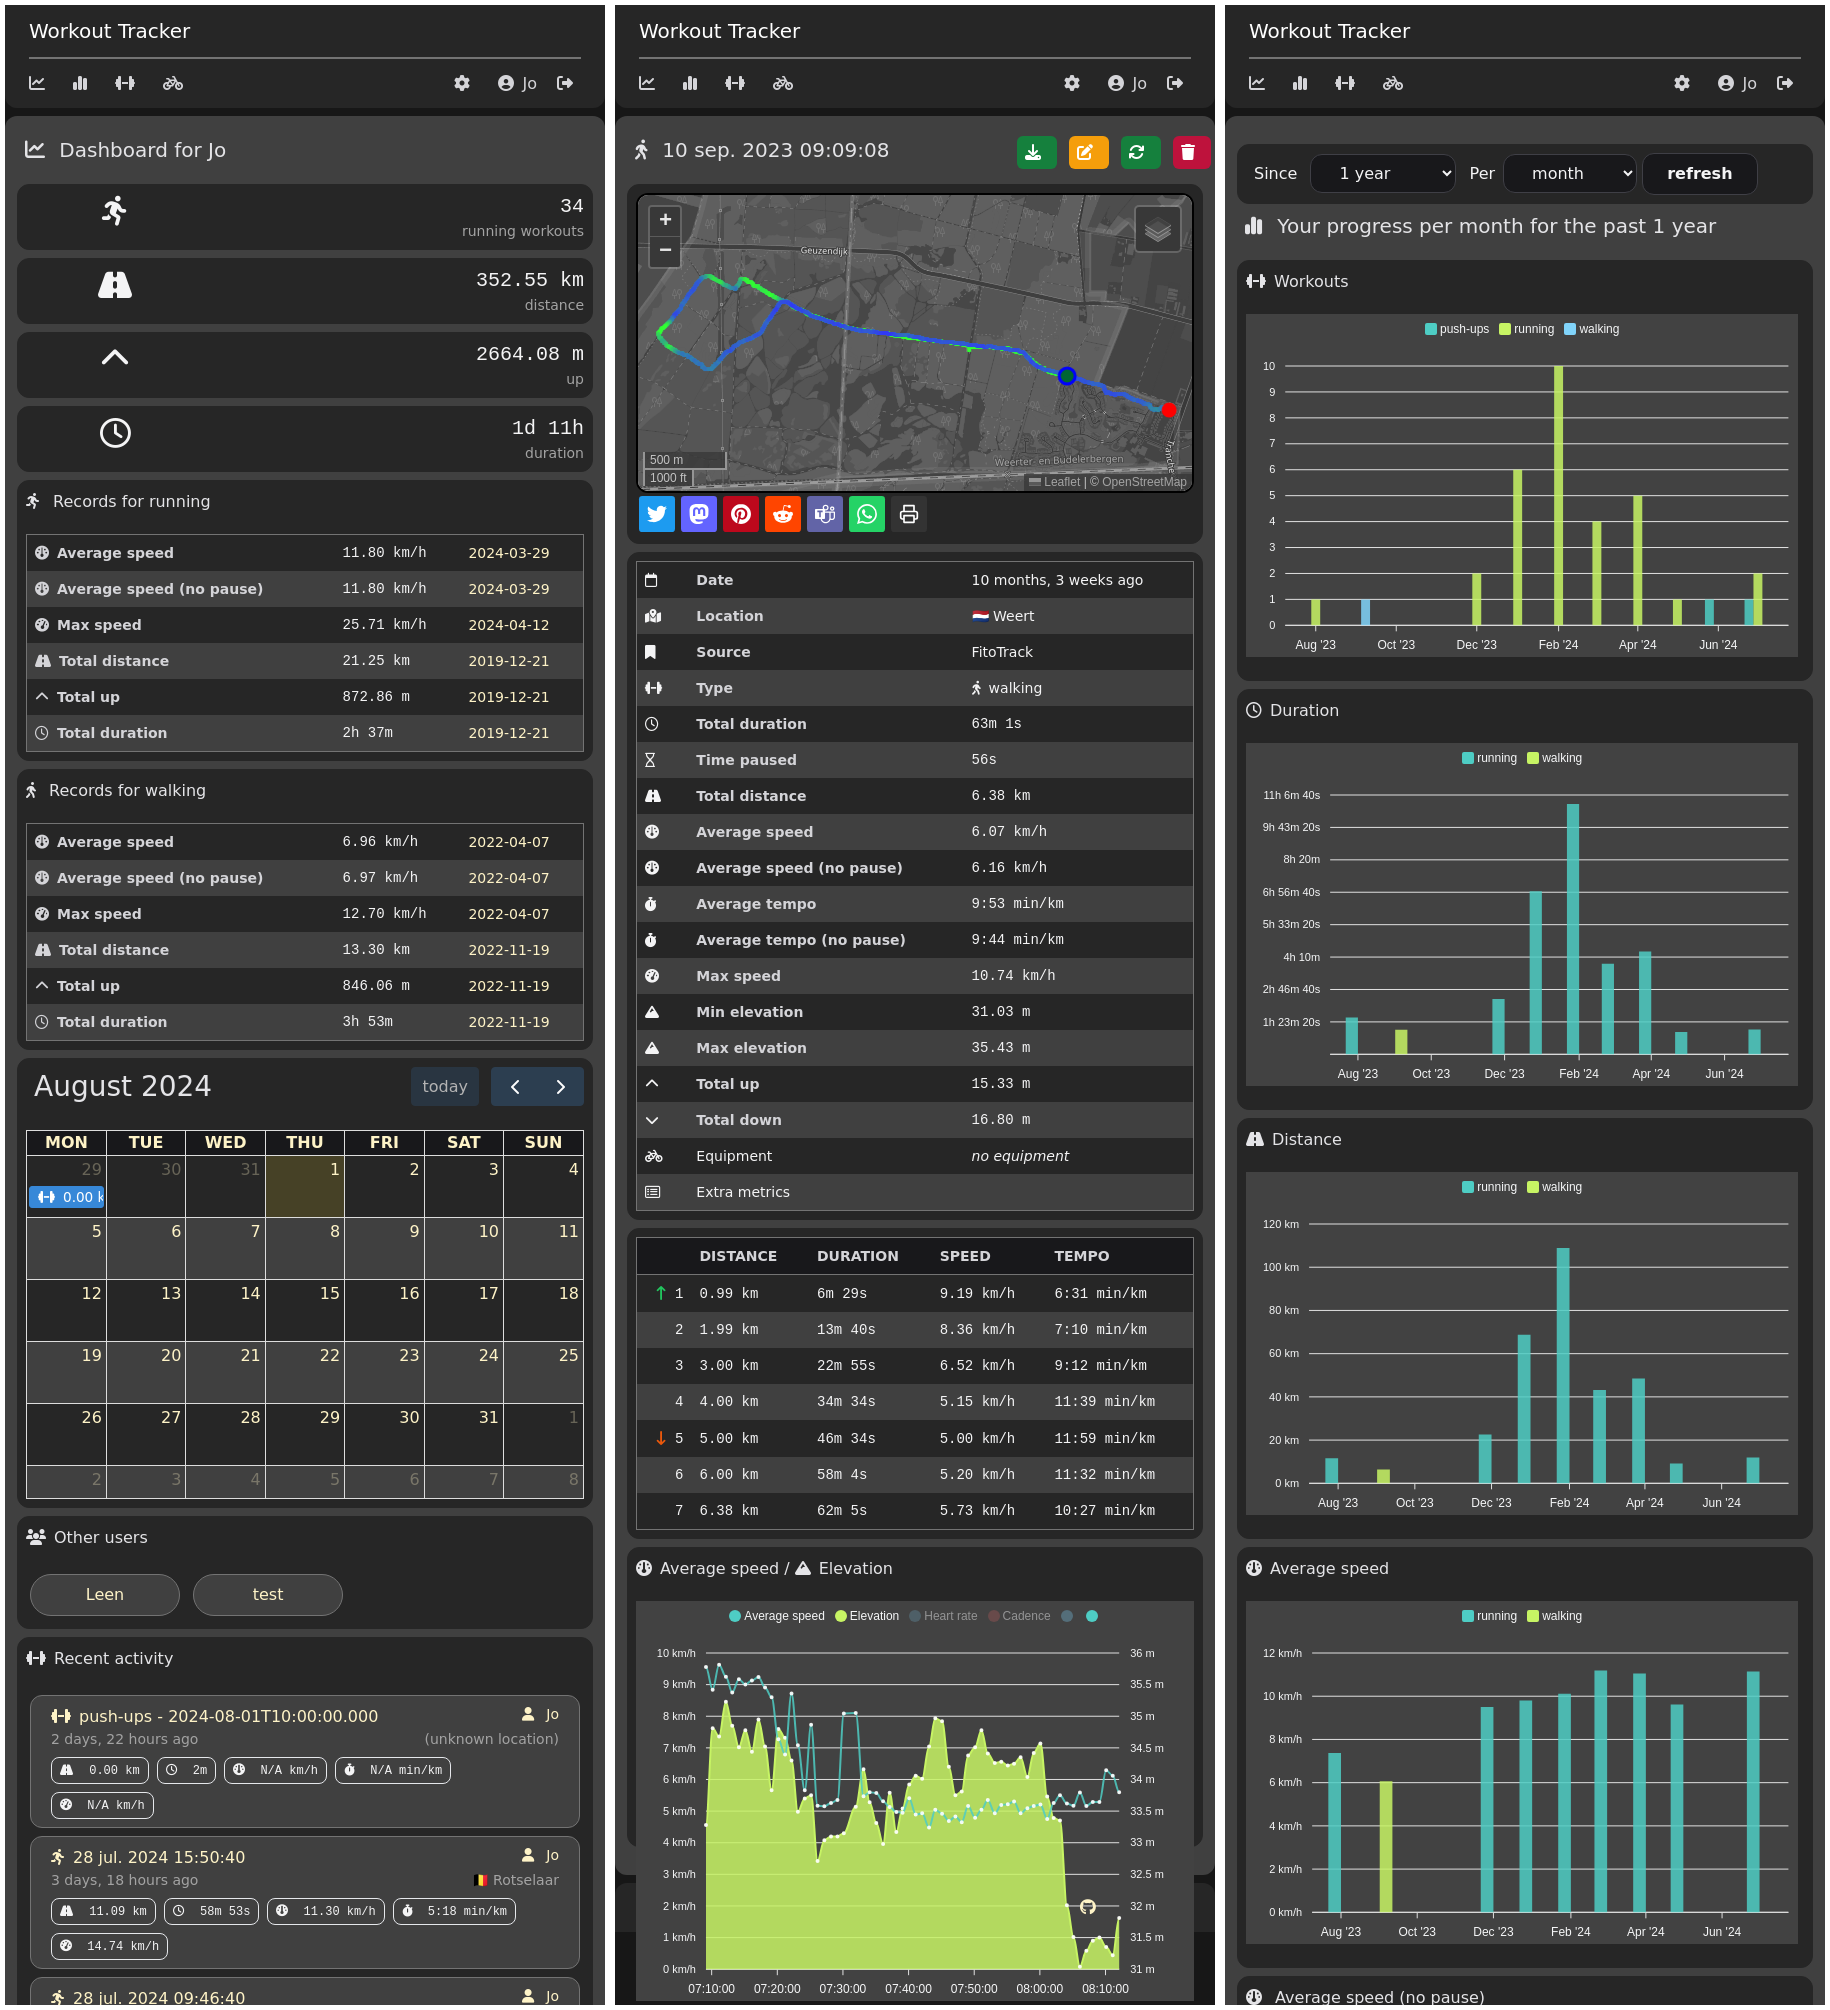 Workout Tracker
Jo
Dashboard for Jo
34
running workouts
352.55 km
distance
2664.08 m
up
1d 11h
duration
Records for running
Average speed 11.80 km/h 2024-03-29
Average speed (no pause) 11.80 km/h 2024-03-29
Max speed 25.71 km/h 2024-04-12
Total distance 21.25 km 2019-12-21
Total up 872.86 m 2019-12-21
Total duration 2h 37m 2019-12-21
Records for walking
Average speed 6.96 km/h 2022-04-07
Average speed (no pause) 6.97 km/h 2022-04-07
Max speed 12.70 km/h 2022-04-07
Total distance 13.30 km 2022-11-19
Total up 846.06 m 2022-11-19
Total duration 3h 53m 2022-11-19
August 2024 today
MON TUE WED THU FRI SAT SUN
29 30 31 1 2 3 4
0.00 k
5 6 7 8 9 10 11
12 13 14 15 16 17 18
19 20 21 22 23 24 25
26 27 28 29 30 31 1
2 3 4 5 6 7 8
Other users
Leen test
Recent activity
push-ups - 2024-08-01T10:00:00.000 Jo
2 days, 22 hours ago (unknown location)
0.00 km 2m N/A km/h N/A min/km
N/A km/h
28 jul. 2024 15:50:40 Jo
3 days, 18 hours ago Rotselaar
11.09 km 58m 53s 11.30 km/h 5:18 min/km
14.74 km/h
28 jul. 2024 09:46:40 Jo
Workout Tracker
Jo
10 sep. 2023 09:09:08
+
−
Geuzendijk
Weerter- en Budelerbergen
Tranche
500 m
1000 ft
Leaflet | © OpenStreetMap
Date 10 months, 3 weeks ago
Location Weert
Source FitoTrack
Type walking
Total duration 63m 1s
Time paused 56s
Total distance 6.38 km
Average speed 6.07 km/h
Average speed (no pause) 6.16 km/h
Average tempo 9:53 min/km
Average tempo (no pause) 9:44 min/km
Max speed 10.74 km/h
Min elevation 31.03 m
Max elevation 35.43 m
Total up 15.33 m
Total down 16.80 m
Equipment no equipment
Extra metrics
DISTANCE DURATION SPEED TEMPO
1 0.99 km 6m 29s 9.19 km/h 6:31 min/km
2 1.99 km 13m 40s 8.36 km/h 7:10 min/km
3 3.00 km 22m 55s 6.52 km/h 9:12 min/km
4 4.00 km 34m 34s 5.15 km/h 11:39 min/km
5 5.00 km 46m 34s 5.00 km/h 11:59 min/km
6 6.00 km 58m 4s 5.20 km/h 11:32 min/km
7 6.38 km 62m 5s 5.73 km/h 10:27 min/km
Average speed / Elevation
Average speed Elevation Heart rate Cadence
10 km/h 36 m
9 km/h 35.5 m
8 km/h 35 m
7 km/h 34.5 m
6 km/h 34 m
5 km/h 33.5 m
4 km/h 33 m
3 km/h 32.5 m
2 km/h 32 m
1 km/h 31.5 m
0 km/h 31 m
07:10:00 07:20:00 07:30:00 07:40:00 07:50:00 08:00:00 08:10:00
Workout Tracker
Jo
Since 1 year Per month refresh
Your progress per month for the past 1 year
Workouts
push-ups running walking
10
9
8
7
6
5
4
3
2
1
0
Aug '23 Oct '23 Dec '23 Feb '24 Apr '24 Jun '24
Duration
running walking
11h 6m 40s
9h 43m 20s
8h 20m
6h 56m 40s
5h 33m 20s
4h 10m
2h 46m 40s
1h 23m 20s
Aug '23 Oct '23 Dec '23 Feb '24 Apr '24 Jun '24
Distance
running walking
120 km
100 km
80 km
60 km
40 km
20 km
0 km
Aug '23 Oct '23 Dec '23 Feb '24 Apr '24 Jun '24
Average speed
running walking
12 km/h
10 km/h
8 km/h
6 km/h
4 km/h
2 km/h
0 km/h
Aug '23 Oct '23 Dec '23 Feb '24 Apr '24 Jun '24
Average speed (no pause)